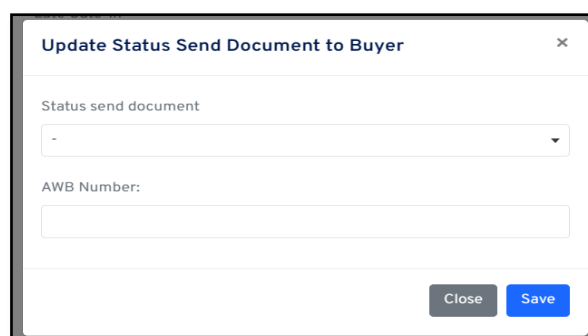 Update Status Send Document to Buyer ×
Status send document
-
AWB Number:
Close Save